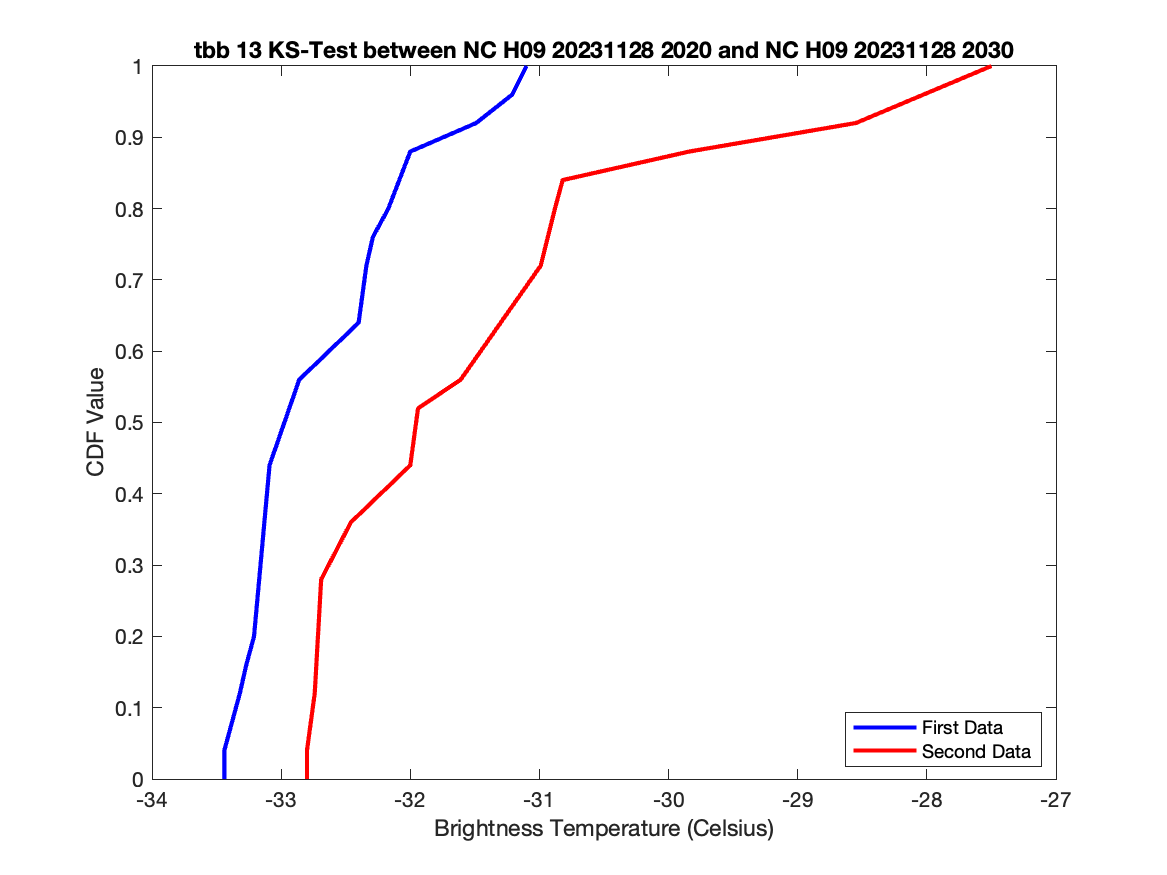 tbb 13 KS-Test between NC H09 20231128 2020 and NC H09 20231128 2030
1
0.9
0.8
0.7
0.6
0.5
0.4
0.3
0.2
0.1
0
CDF Value
First Data
Second Data
-34 -33 -32 -31 -30 -29 -28 -27
Brightness Temperature (Celsius)